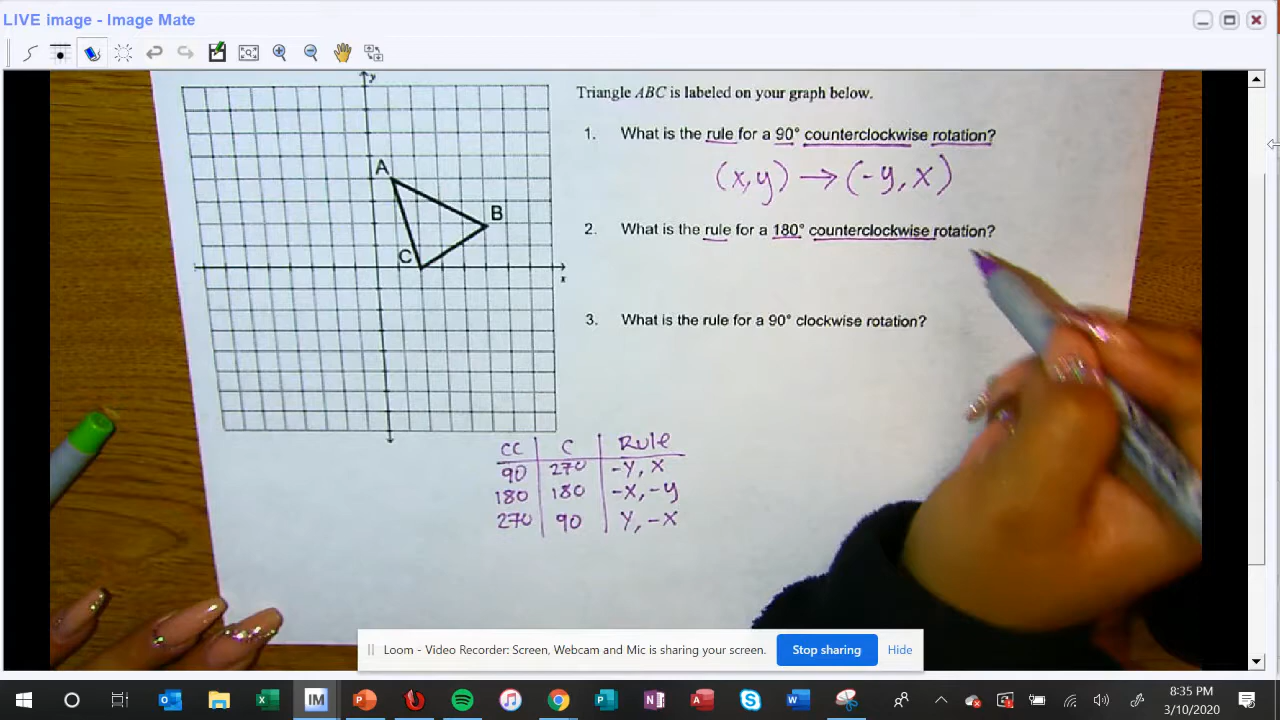 LIVE image - Image Mate
y
Triangle ABC is labeled on your graph below.
1. What is the rule for a 90° counterclockwise rotation?
(x,y) → (-y, x)
A
B
2. What is the rule for a 180° counterclockwise rotation?
C
x
3. What is the rule for a 90° clockwise rotation?
CC C Rule
90 270 -y, x
180 180 -x, -y
270 90 y, -x
Loom - Video Recorder: Screen, Webcam and Mic is sharing your screen. Stop sharing Hide
IM
8:35 PM
3/10/2020